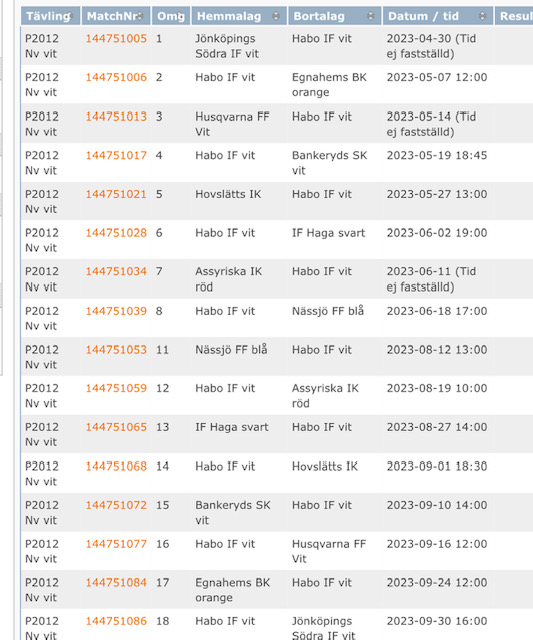 Tävling MatchNr Omg Hemmalag Bortalag Datum / tid Resul
P2012 144751005 1 Jönköpings Habo IF vit 2023-04-30 (Tid
Nv vit Södra IF vit ej fastställd)
P2012 144751006 2 Habo IF vit Egnahems BK 2023-05-07 12:00
Nv vit orange
P2012 144751013 3 Husqvarna FF Habo IF vit 2023-05-14 (Tid
Nv vit Vit ej fastställd)
P2012 144751017 4 Habo IF vit Bankeryds SK 2023-05-19 18:45
Nv vit vit
P2012 144751021 5 Hovslätts IK Habo IF vit 2023-05-27 13:00
Nv vit
P2012 144751028 6 Habo IF vit IF Haga svart 2023-06-02 19:00
Nv vit
P2012 144751034 7 Assyriska IK Habo IF vit 2023-06-11 (Tid
Nv vit röd ej fastställd)
P2012 144751039 8 Habo IF vit Nässjö FF blå 2023-06-18 17:00
Nv vit
P2012 144751053 11 Nässjö FF blå Habo IF vit 2023-08-12 13:00
Nv vit
P2012 144751059 12 Habo IF vit Assyriska IK 2023-08-19 10:00
Nv vit röd
P2012 144751065 13 IF Haga svart Habo IF vit 2023-08-27 14:00
Nv vit
P2012 144751068 14 Habo IF vit Hovslätts IK 2023-09-01 18:30
Nv vit
P2012 144751072 15 Bankeryds SK Habo IF vit 2023-09-10 14:00
Nv vit vit
P2012 144751077 16 Habo IF vit Husqvarna FF 2023-09-16 12:00
Nv vit Vit
P2012 144751084 17 Egnahems BK Habo IF vit 2023-09-24 12:00
Nv vit orange
P2012 144751086 18 Habo IF vit Jönköpings 2023-09-30 16:00
Nv vit Södra IF vit